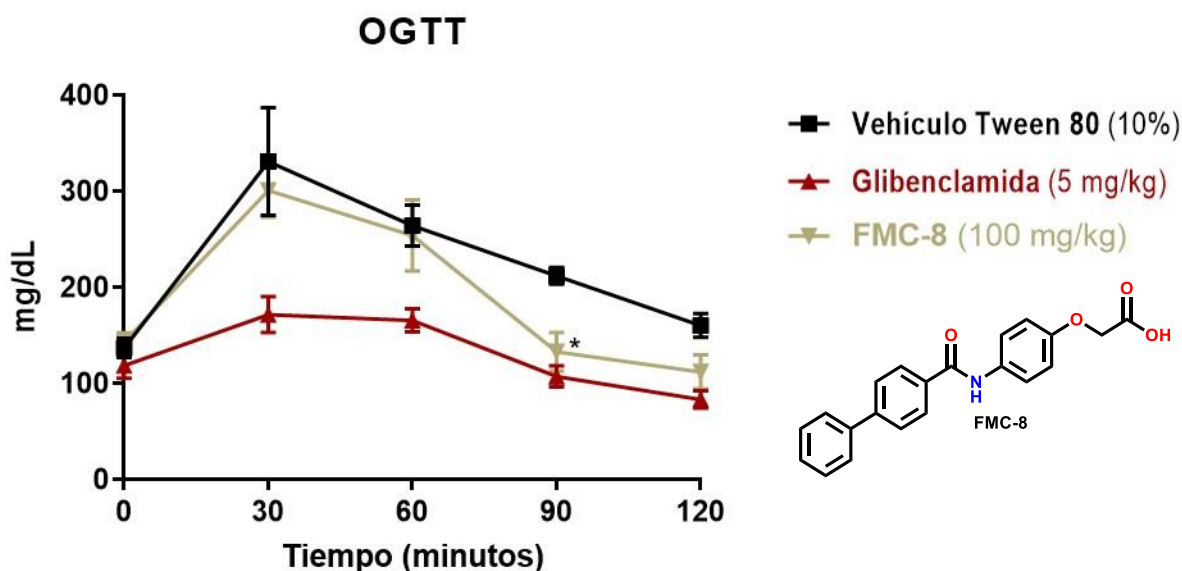 OGTT
mg/dL
400
300
200
100
0
*
0 30 60 90 120
Tiempo (minutos)
Vehículo Tween 80 (10%)
Glibenclamida (5 mg/kg)
FMC-8 (100 mg/kg)
O
O
O
OH
N
H
FMC-8